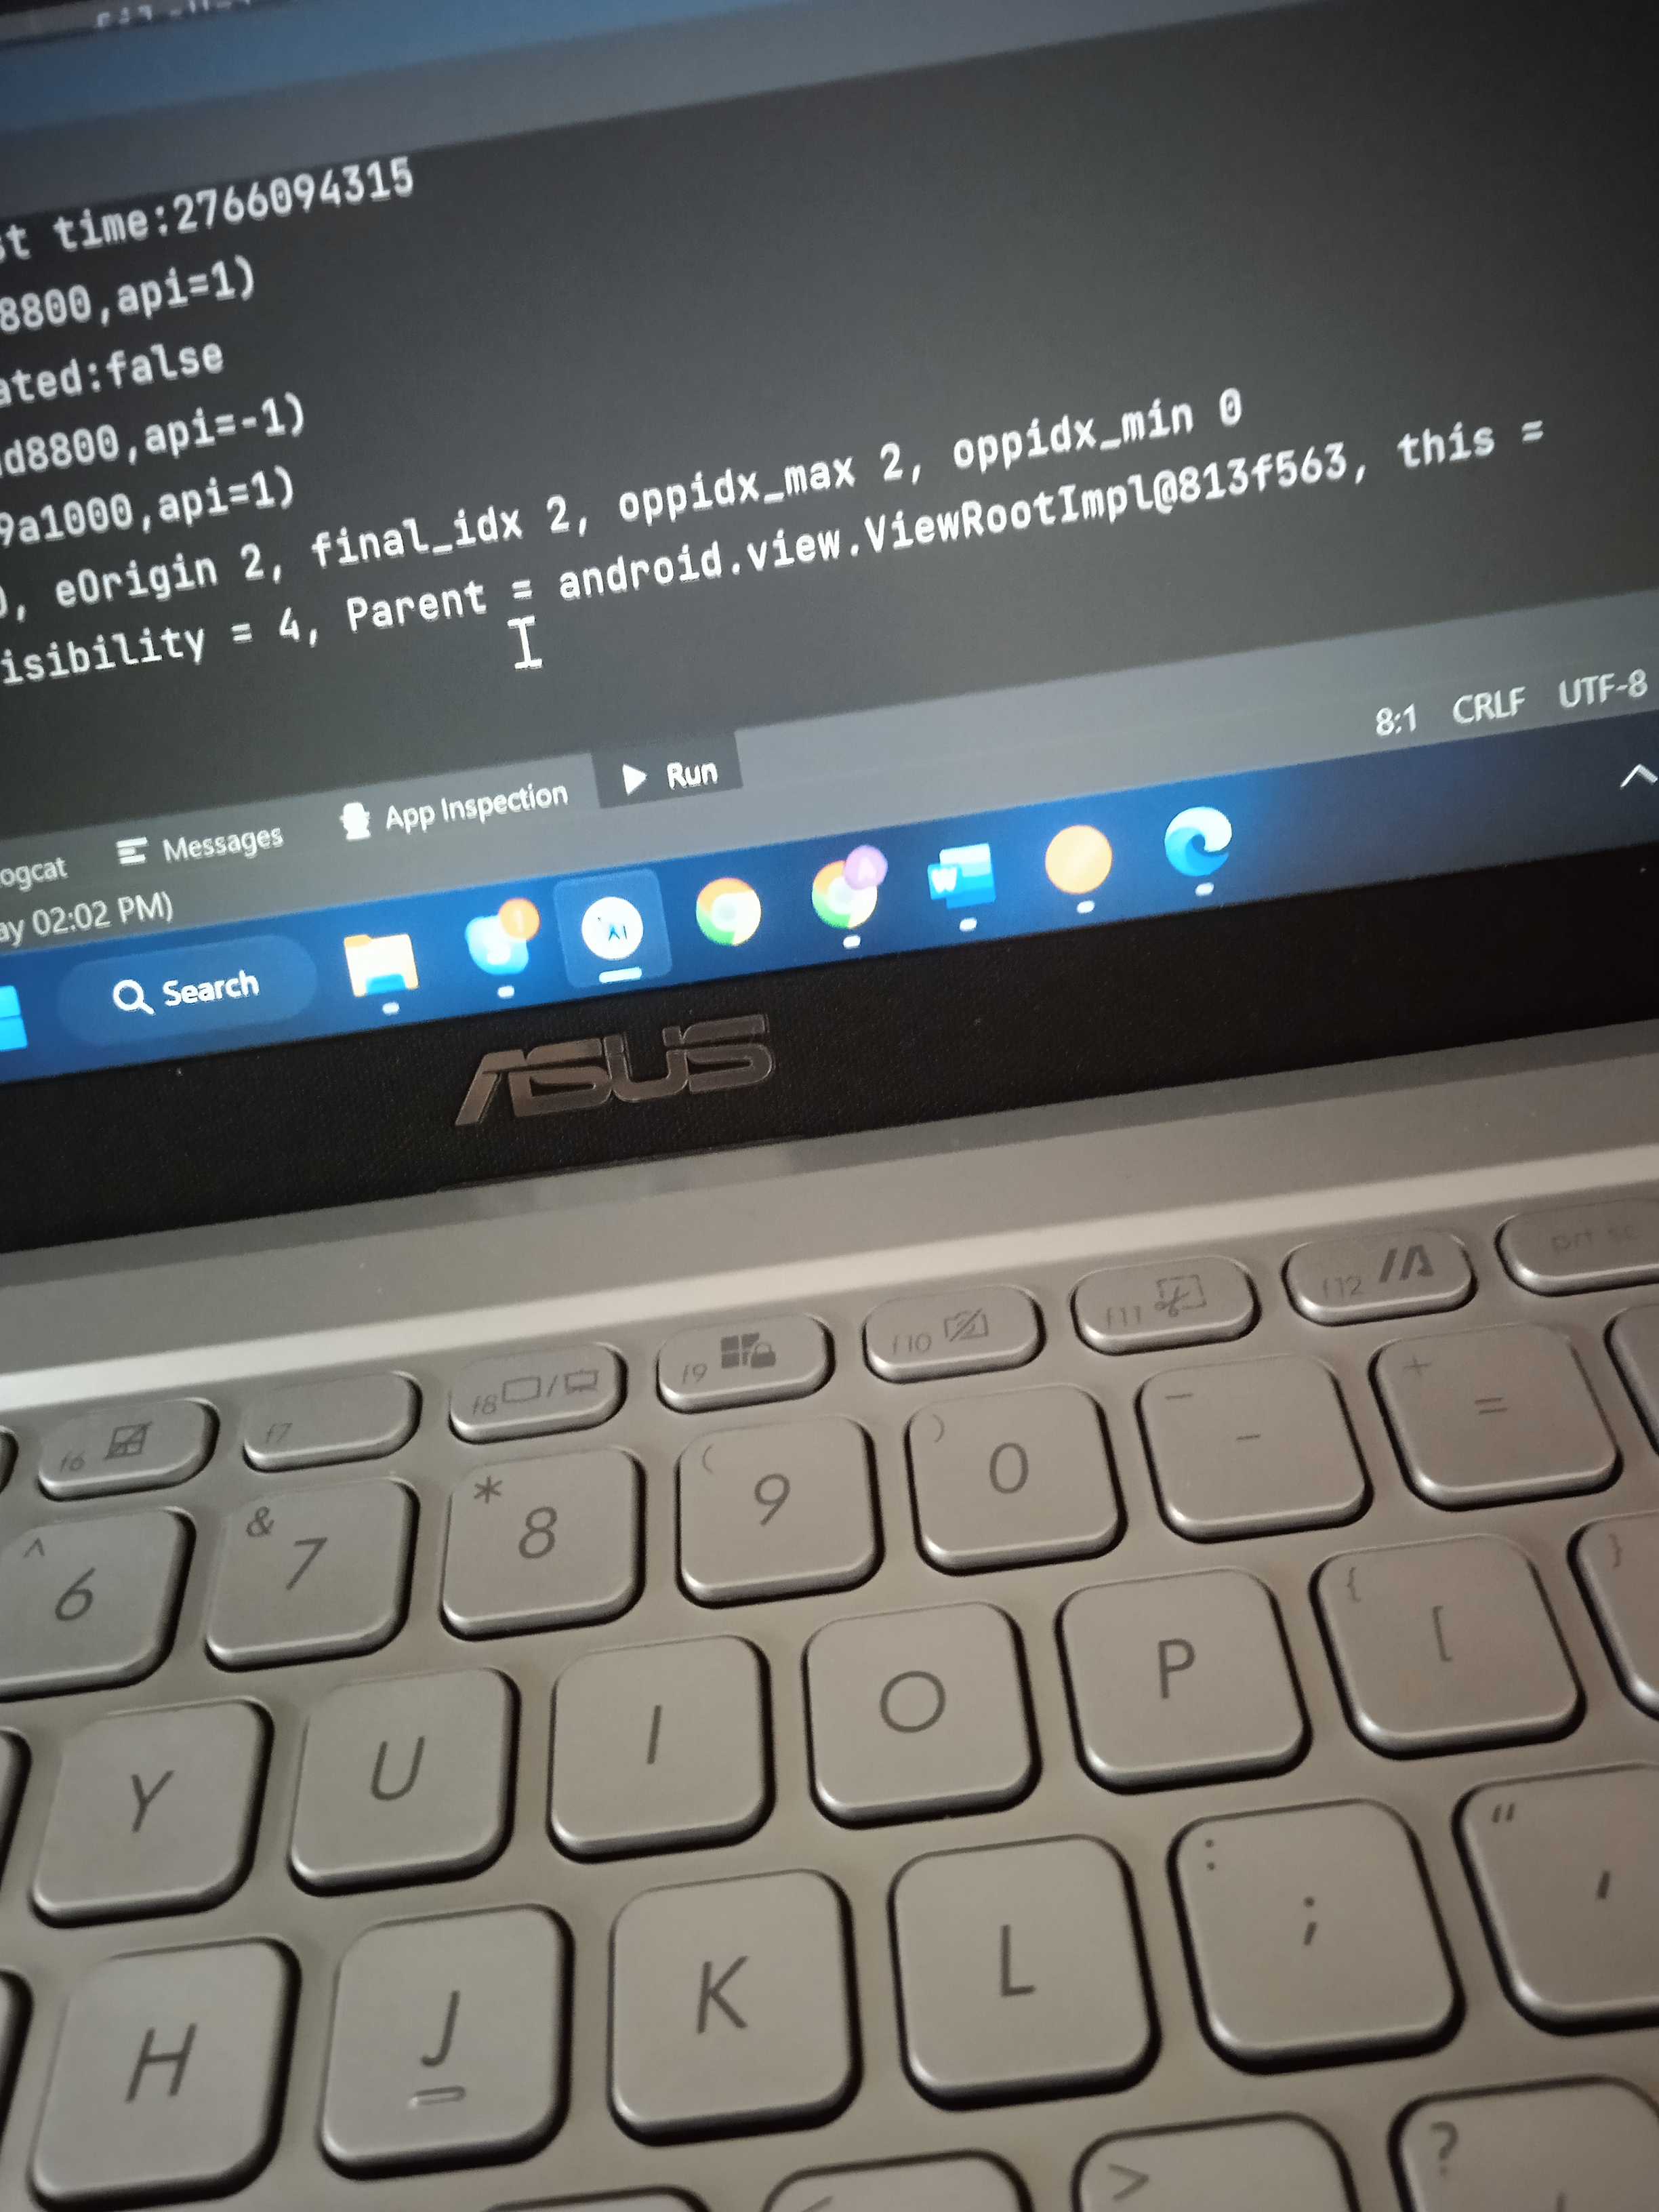 st time:2766094315
8800,api=1)
ated:false
d8800,api=-1)
9a1000,api=1)
, eOrigin 2, final_idx 2, oppidx_max 2, oppidx_min 0
isibility = 4, Parent = android.view.ViewRootImpl@813f563, this =
8:1 CRLF UTF-8
ogcat Messages App Inspection Run
ay 02:02 PM)
Search
ASUS
f6 f7 f8 f9 f10 f11 f12 prt sc
^ 6 & 7 * 8 ( 9 ) 0 _ - + =
Y U I O P { [ }
H J K L : ; " '
< > ?